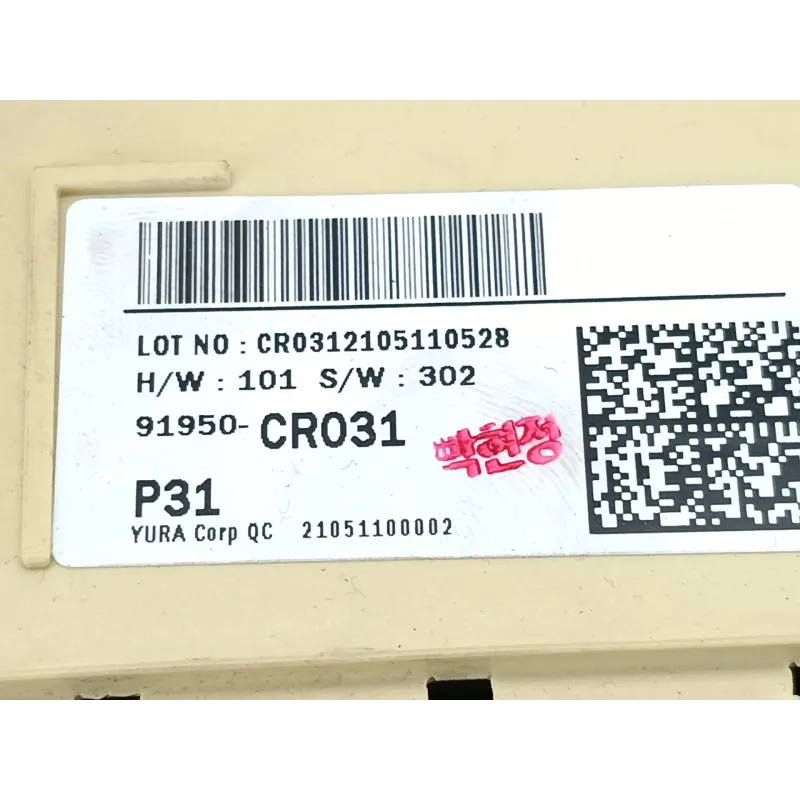 LOT NO : CR0312105110528
H/W : 101 S/W : 302
91950- CR031
박현정
P31
YURA Corp QC 21051100002